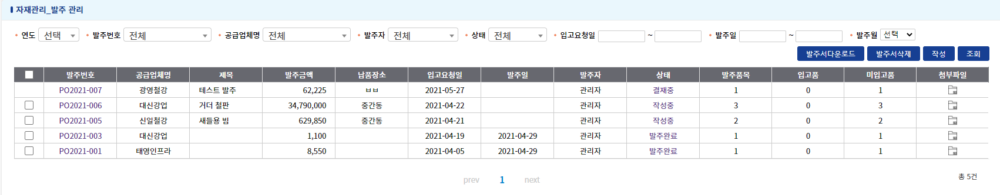 자재관리_발주 관리
연도 선택 발주번호 전체 공급업체명 전체 발주자 전체 상태 전체 입고요청일 ~ 발주일 ~ 발주월 선택
발주서다운로드 발주서삭제 작성 조회
발주번호 공급업체명 제목 발주금액 납품장소 입고요청일 발주일 발주자 상태 발주품목 입고품 미입고품 첨부파일
PO2021-007 광영철강 테스트 발주 62,225 ㅂㅂ 2021-05-27 관리자 결재중 1 0 1
PO2021-006 대신강업 거더 철판 34,790,000 중간동 2021-04-22 관리자 작성중 3 0 3
PO2021-005 신일철강 새들용 빔 629,850 중간동 2021-04-21 관리자 작성중 2 0 2
PO2021-003 대신강업 1,100 2021-04-19 2021-04-29 관리자 발주완료 1 0 1
PO2021-001 태영인프라 8,550 2021-04-05 2021-04-29 관리자 발주완료 1 0 1
prev 1 next
총 5건